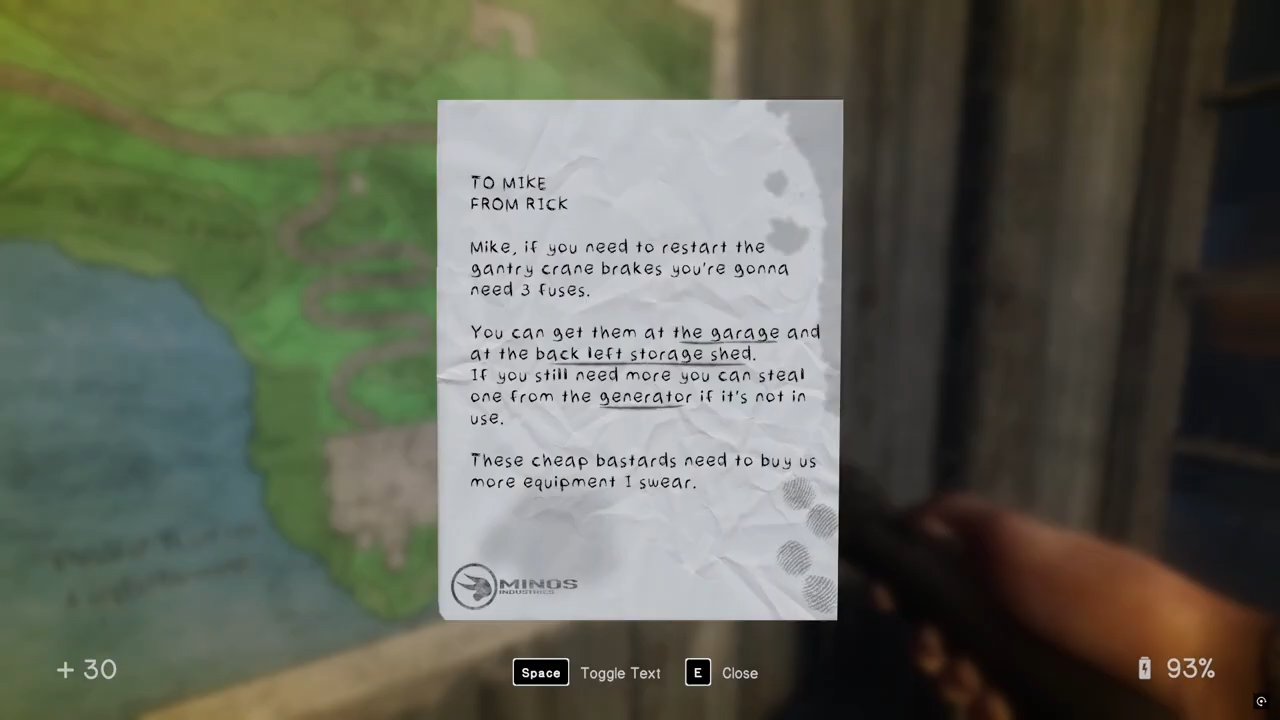 TO MIKE
FROM RICK
Mike, if you need to restart the
gantry crane brakes you're gonna
need 3 fuses.
You can get them at the garage and
at the back left storage shed.
If you still need more you can steal
one from the generator if it's not in
use.
These cheap bastards need to buy us
more equipment I swear.
MINOS
INDUSTRIES
+ 30
Space Toggle Text E Close
93%